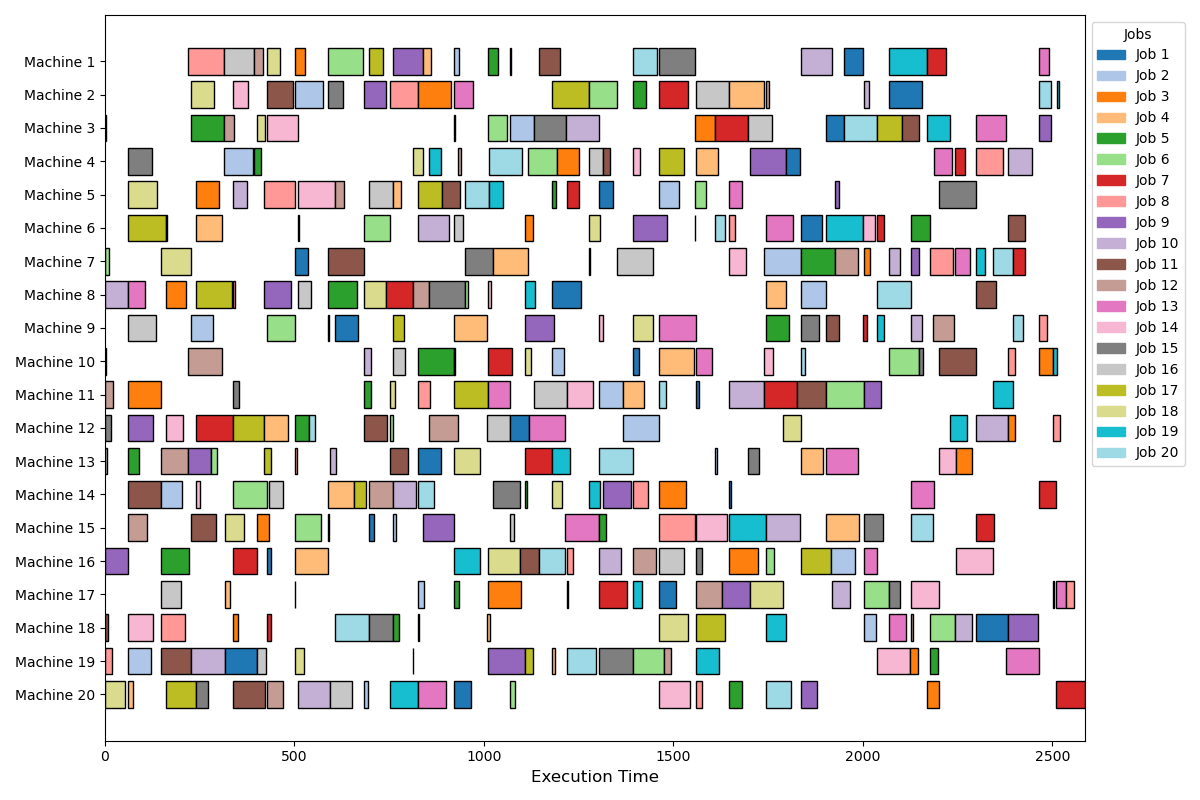 Machine 1
Machine 2
Machine 3
Machine 4
Machine 5
Machine 6
Machine 7
Machine 8
Machine 9
Machine 10
Machine 11
Machine 12
Machine 13
Machine 14
Machine 15
Machine 16
Machine 17
Machine 18
Machine 19
Machine 20
0 500 1000 1500 2000 2500
Execution Time
Jobs
Job 1
Job 2
Job 3
Job 4
Job 5
Job 6
Job 7
Job 8
Job 9
Job 10
Job 11
Job 12
Job 13
Job 14
Job 15
Job 16
Job 17
Job 18
Job 19
Job 20